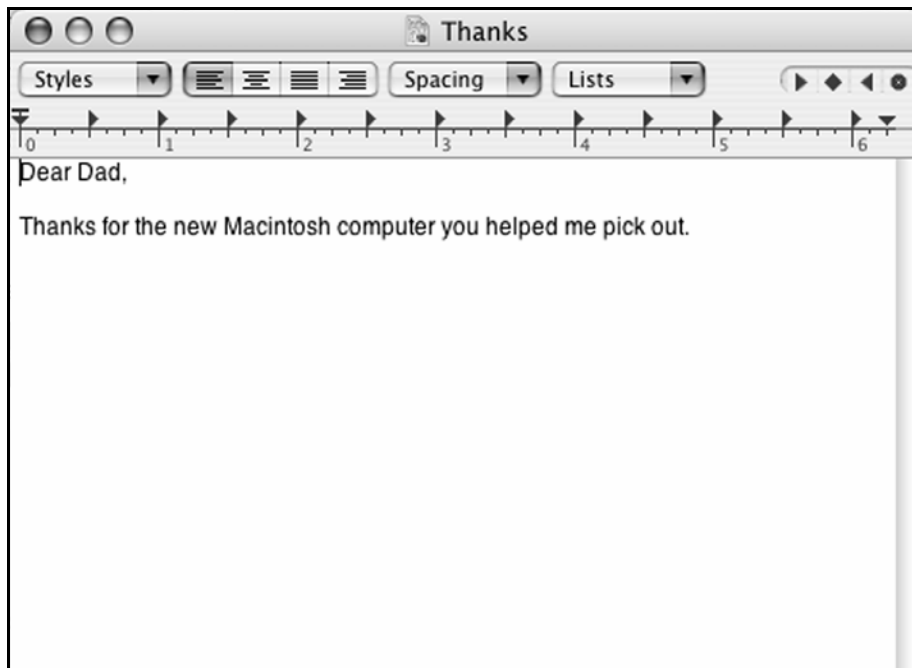 Thanks
Styles Spacing Lists
0 1 2 3 4 5 6
Dear Dad,
Thanks for the new Macintosh computer you helped me pick out.